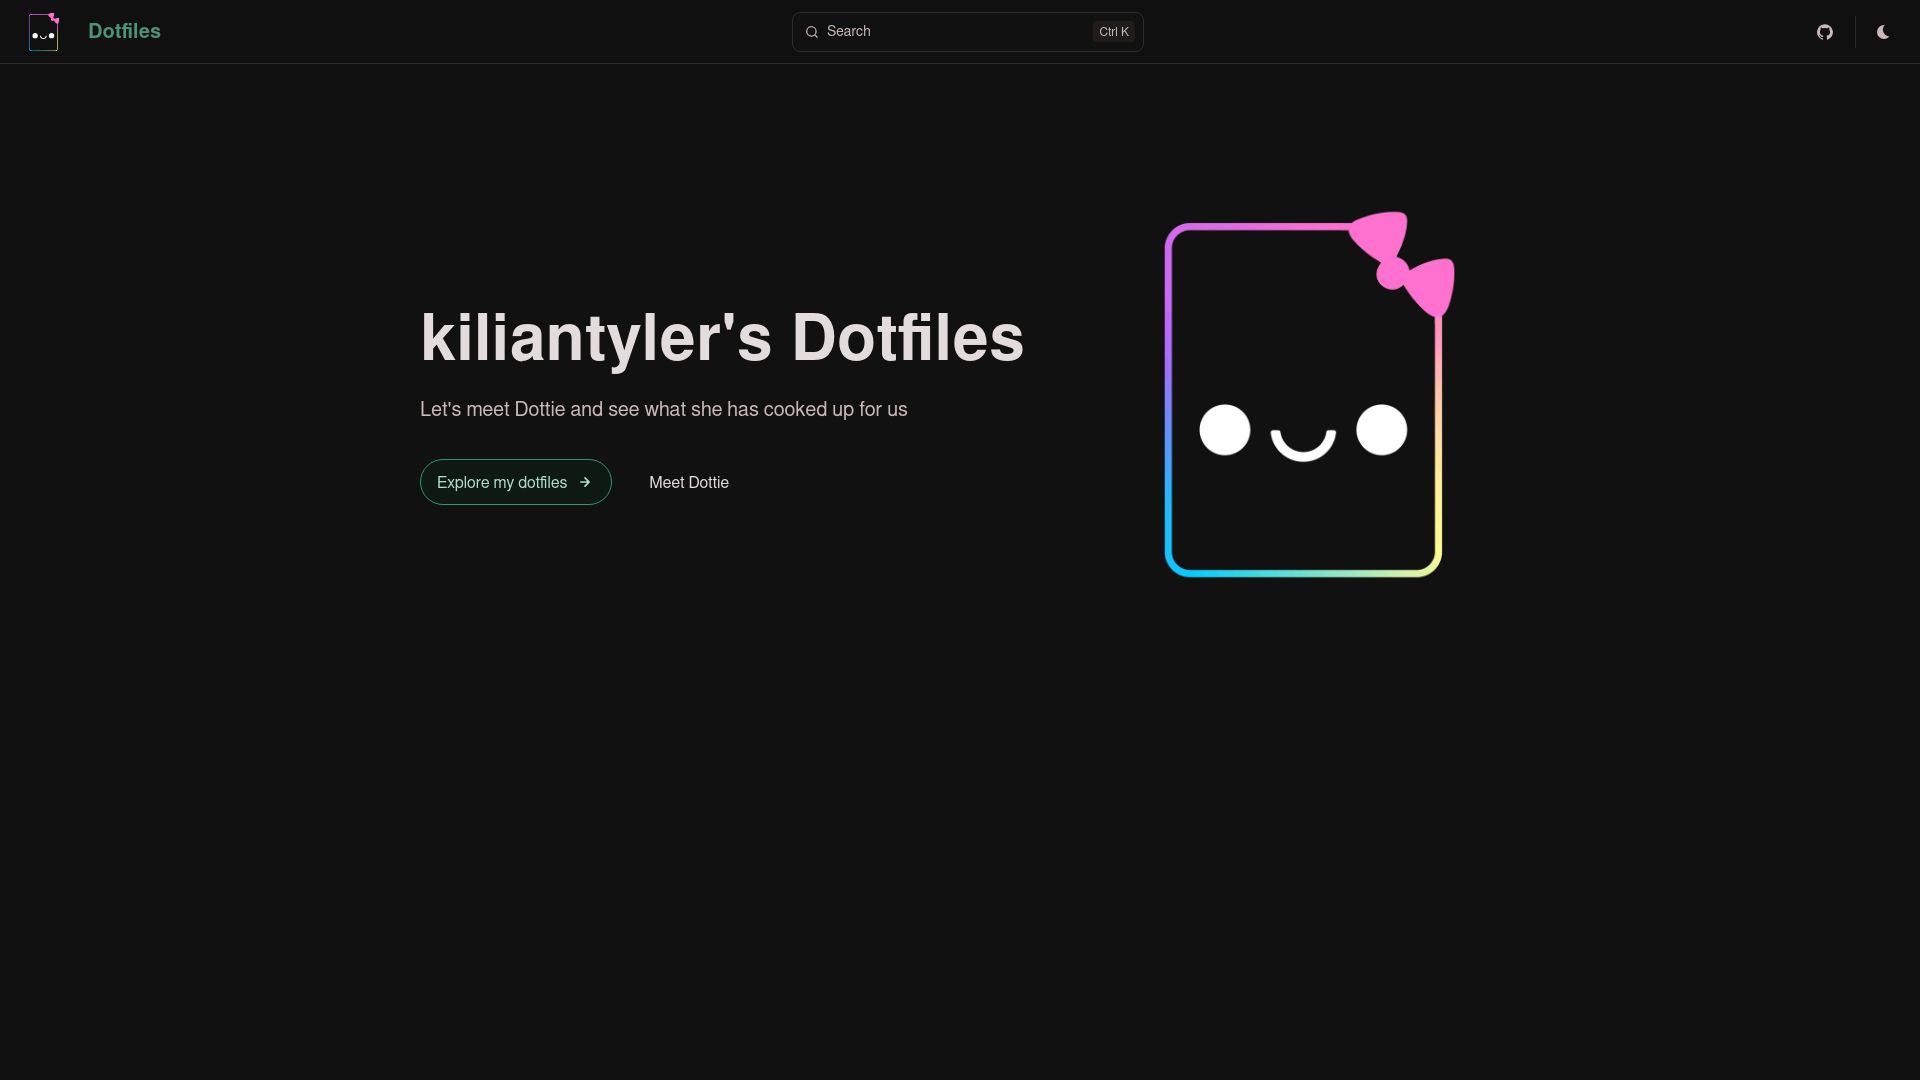 Dotfiles
Search
Ctrl K
kiliantyler's Dotfiles
Let's meet Dottie and see what she has cooked up for us
Explore my dotfiles
Meet Dottie